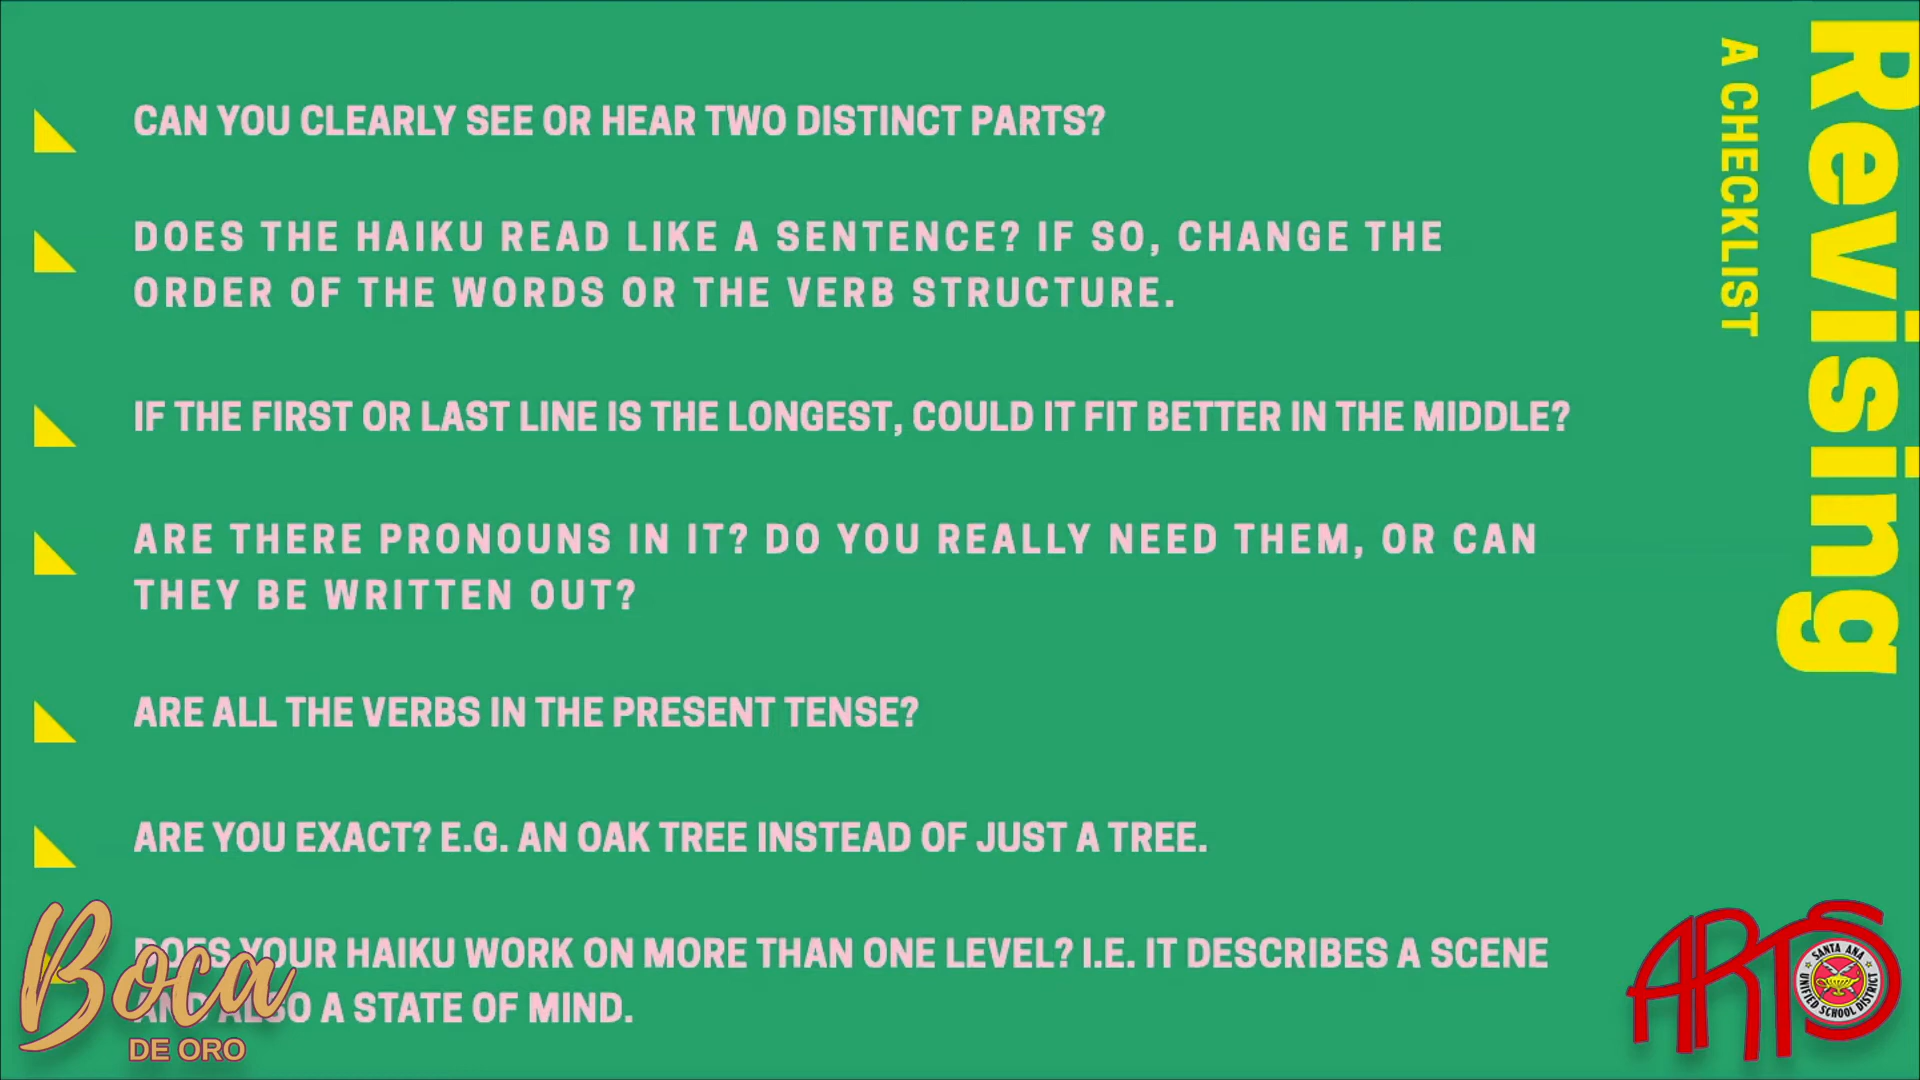 Revising
A CHECKLIST
CAN YOU CLEARLY SEE OR HEAR TWO DISTINCT PARTS?
DOES THE HAIKU READ LIKE A SENTENCE? IF SO, CHANGE THE
ORDER OF THE WORDS OR THE VERB STRUCTURE.
IF THE FIRST OR LAST LINE IS THE LONGEST, COULD IT FIT BETTER IN THE MIDDLE?
ARE THERE PRONOUNS IN IT? DO YOU REALLY NEED THEM, OR CAN
THEY BE WRITTEN OUT?
ARE ALL THE VERBS IN THE PRESENT TENSE?
ARE YOU EXACT? E.G. AN OAK TREE INSTEAD OF JUST A TREE.
DOES YOUR HAIKU WORK ON MORE THAN ONE LEVEL? I.E. IT DESCRIBES A SCENE
AND ALSO A STATE OF MIND.
Boca
DE ORO
ARTS
SANTA ANA
UNIFIED SCHOOL DISTRICT